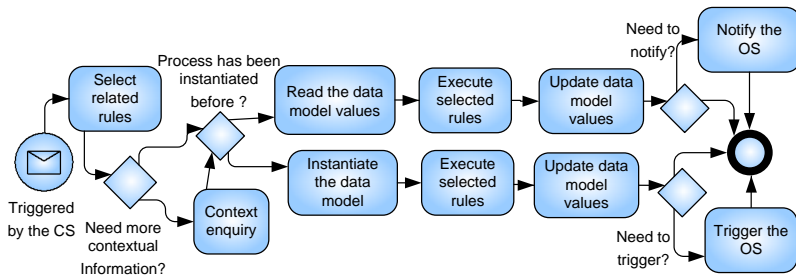 Triggered
by the CS
Select
related
rules
Need more
contextual
Information?
Context
enquiry
Process has been
instantiated
before ?
Read the data
model values
Execute
selected
rules
Update data
model
values
Need to
notify?
Notify the
OS
Instantiate
the data
model
Execute
selected
rules
Update data
model
values
Need to
trigger?
Trigger the
OS